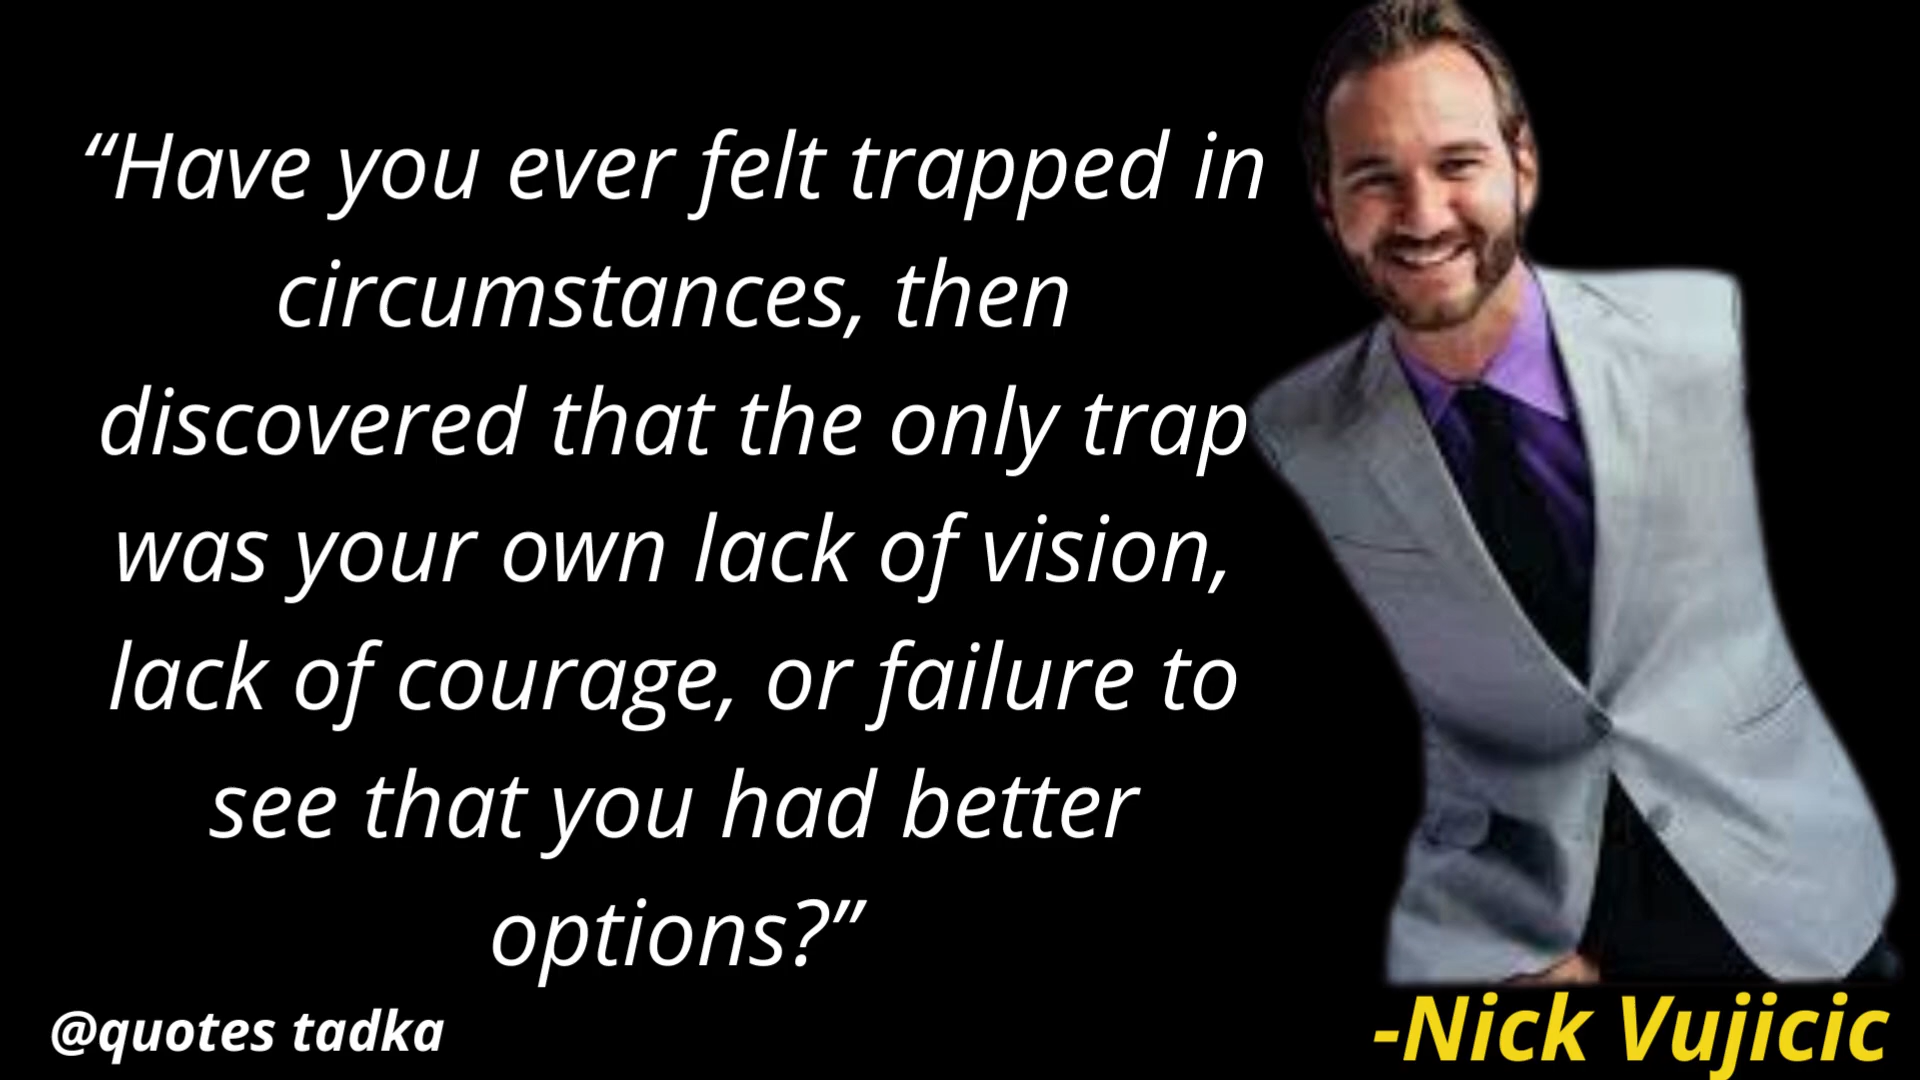 “Have you ever felt trapped in
circumstances, then
discovered that the only trap
was your own lack of vision,
lack of courage, or failure to
see that you had better
options?”
@quotes tadka
-Nick Vujicic